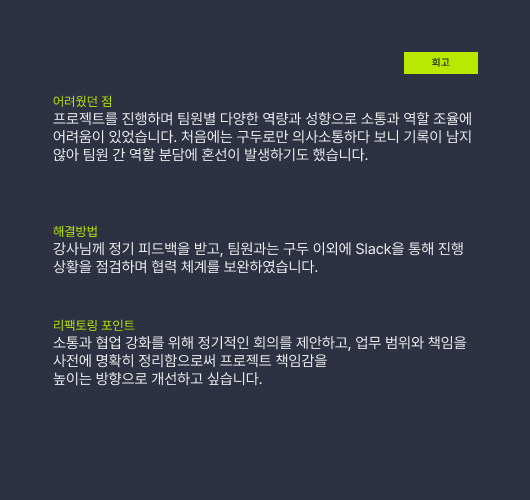 회고
어려웠던 점
프로젝트를 진행하며 팀원별 다양한 역량과 성향으로 소통과 역할 조율에
어려움이 있었습니다. 처음에는 구두로만 의사소통하다 보니 기록이 남지
않아 팀원 간 역할 분담에 혼선이 발생하기도 했습니다.
해결방법
강사님께 정기 피드백을 받고, 팀원과는 구두 이외에 Slack을 통해 진행
상황을 점검하며 협력 체계를 보완하였습니다.
리팩토링 포인트
소통과 협업 강화를 위해 정기적인 회의를 제안하고, 업무 범위와 책임을
사전에 명확히 정리함으로써 프로젝트 책임감을
높이는 방향으로 개선하고 싶습니다.